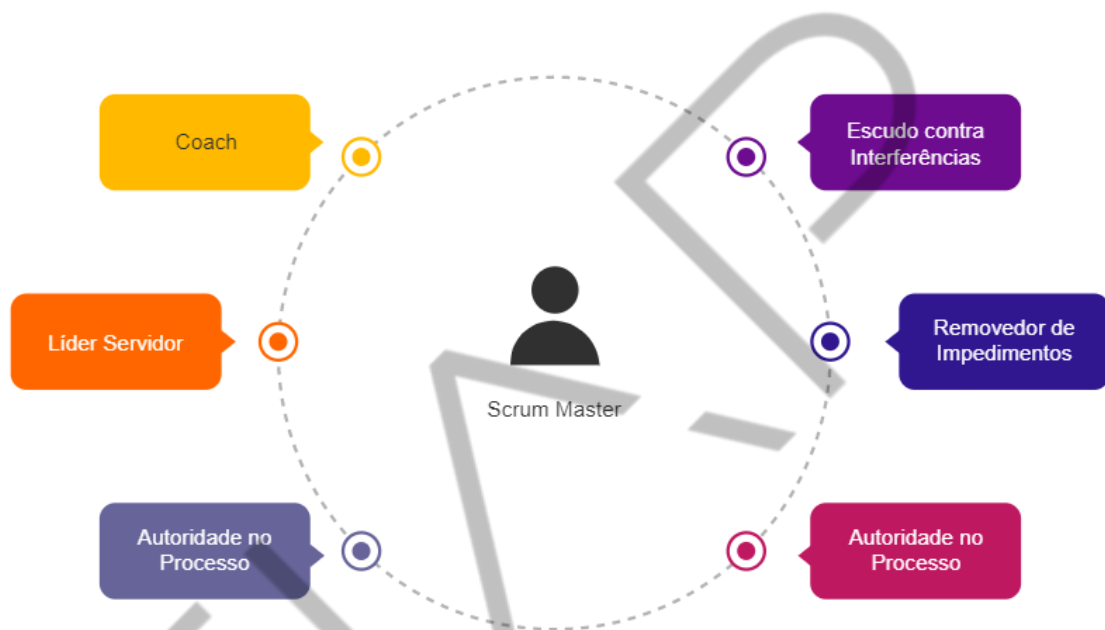 Coach
Escudo contra
Interferências
Líder Servidor
Removedor de
Impedimentos
Scrum Master
Autoridade no
Processo
Autoridade no
Processo